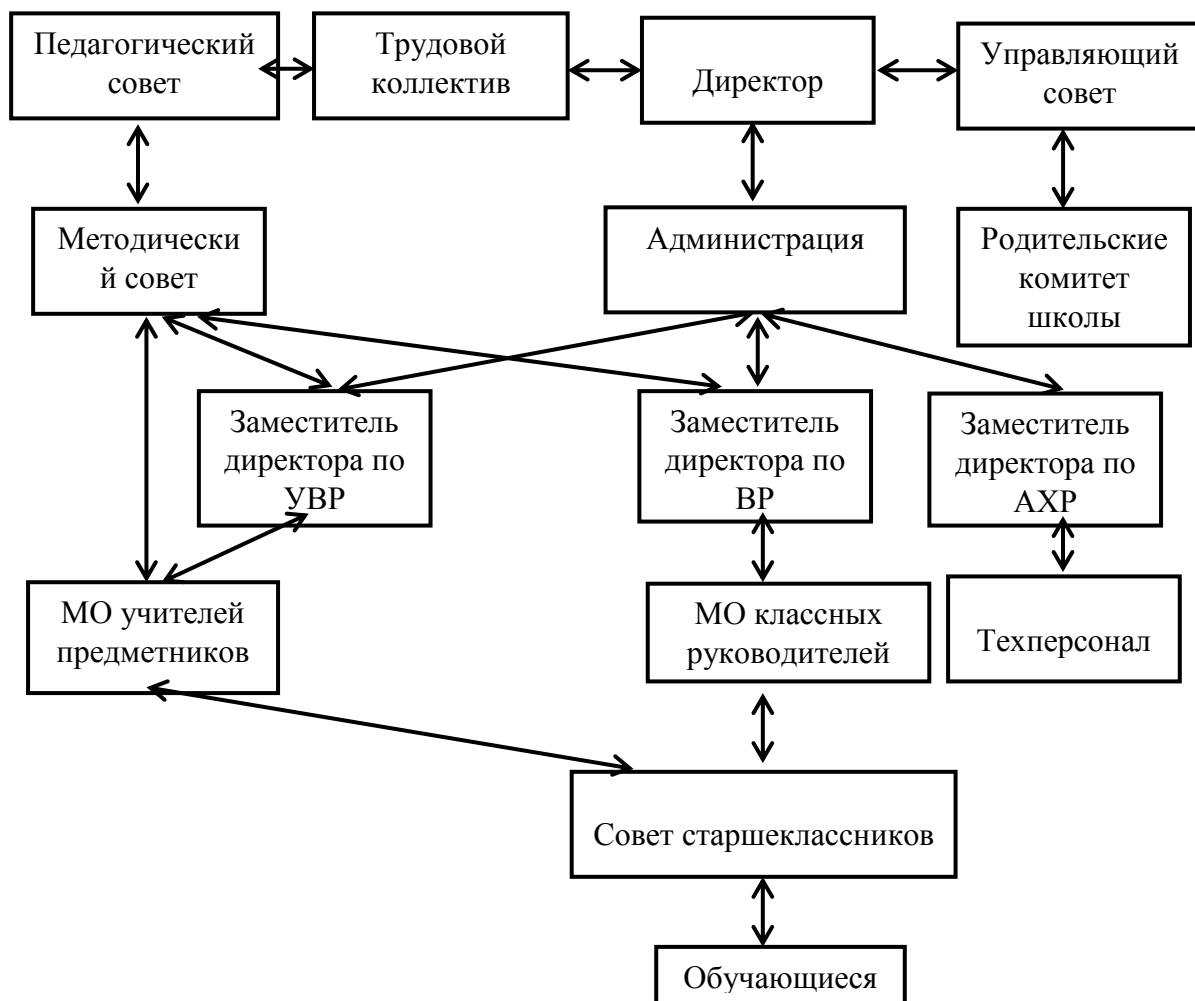 Педагогический
совет
Трудовой
коллектив
Директор
Управляющий
совет
Методически
й совет
Администрация
Родительские
комитет
школы
Заместитель
директора по
УВР
Заместитель
директора по
ВР
Заместитель
директора по
АХР
МО учителей
предметников
МО классных
руководителей
Техперсонал
Совет старшеклассников
Обучающиеся